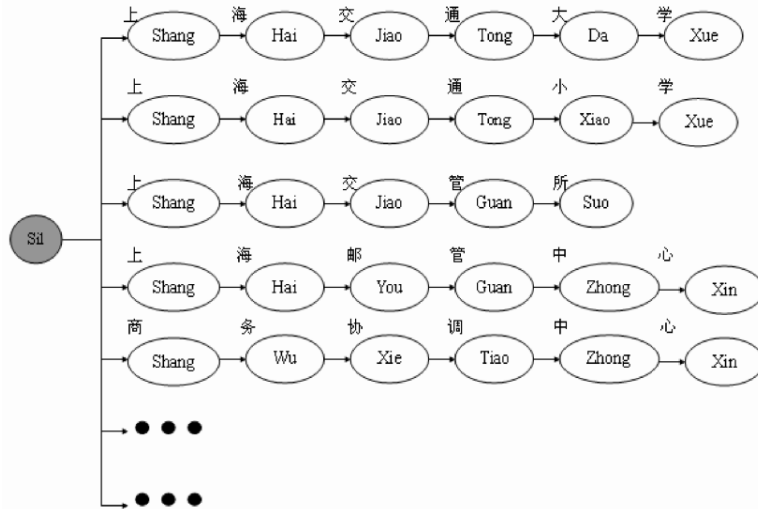 上 海 交 通 大 学
Shang Hai Jiao Tong Da Xue
上 海 交 通 小 学
Shang Hai Jiao Tong Xiao Xue
上 海 交 管 所
Shang Hai Jiao Guan Suo
Sil
上 海 邮 管 中 心
Shang Hai You Guan Zhong Xin
商 务 协 调 中 心
Shang Wu Xie Tiao Zhong Xin